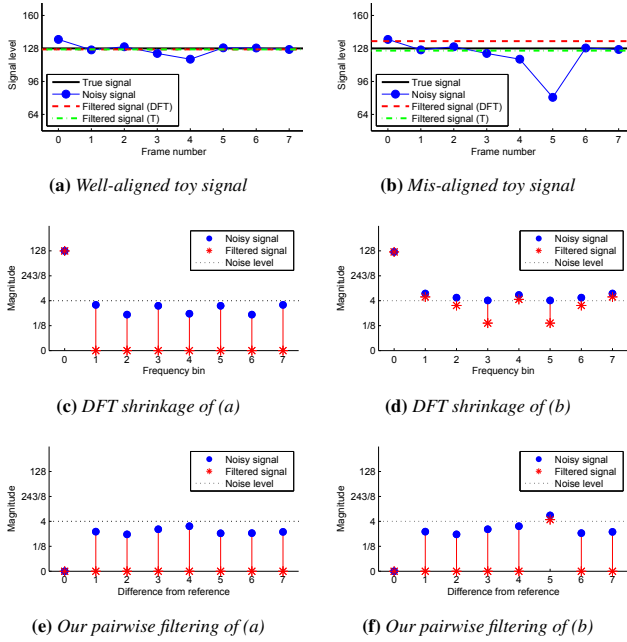 160
128
96
64
Signal level
True signal
Noisy signal
Filtered signal (DFT)
Filtered signal (T)
0 1 2 3 4 5 6 7
Frame number
(a) Well-aligned toy signal
160
128
96
64
Signal level
True signal
Noisy signal
Filtered signal (DFT)
Filtered signal (T)
0 1 2 3 4 5 6 7
Frame number
(b) Mis-aligned toy signal
128
243/8
4
1/8
0
Magnitude
Noisy signal
Filtered signal
Noise level
0 1 2 3 4 5 6 7
Frequency bin
(c) DFT shrinkage of (a)
128
243/8
4
1/8
0
Magnitude
Noisy signal
Filtered signal
Noise level
0 1 2 3 4 5 6 7
Frequency bin
(d) DFT shrinkage of (b)
128
243/8
4
1/8
0
Magnitude
Noisy signal
Filtered signal
Noise level
0 1 2 3 4 5 6 7
Difference from reference
(e) Our pairwise filtering of (a)
128
243/8
4
1/8
0
Magnitude
Noisy signal
Filtered signal
Noise level
0 1 2 3 4 5 6 7
Difference from reference
(f) Our pairwise filtering of (b)